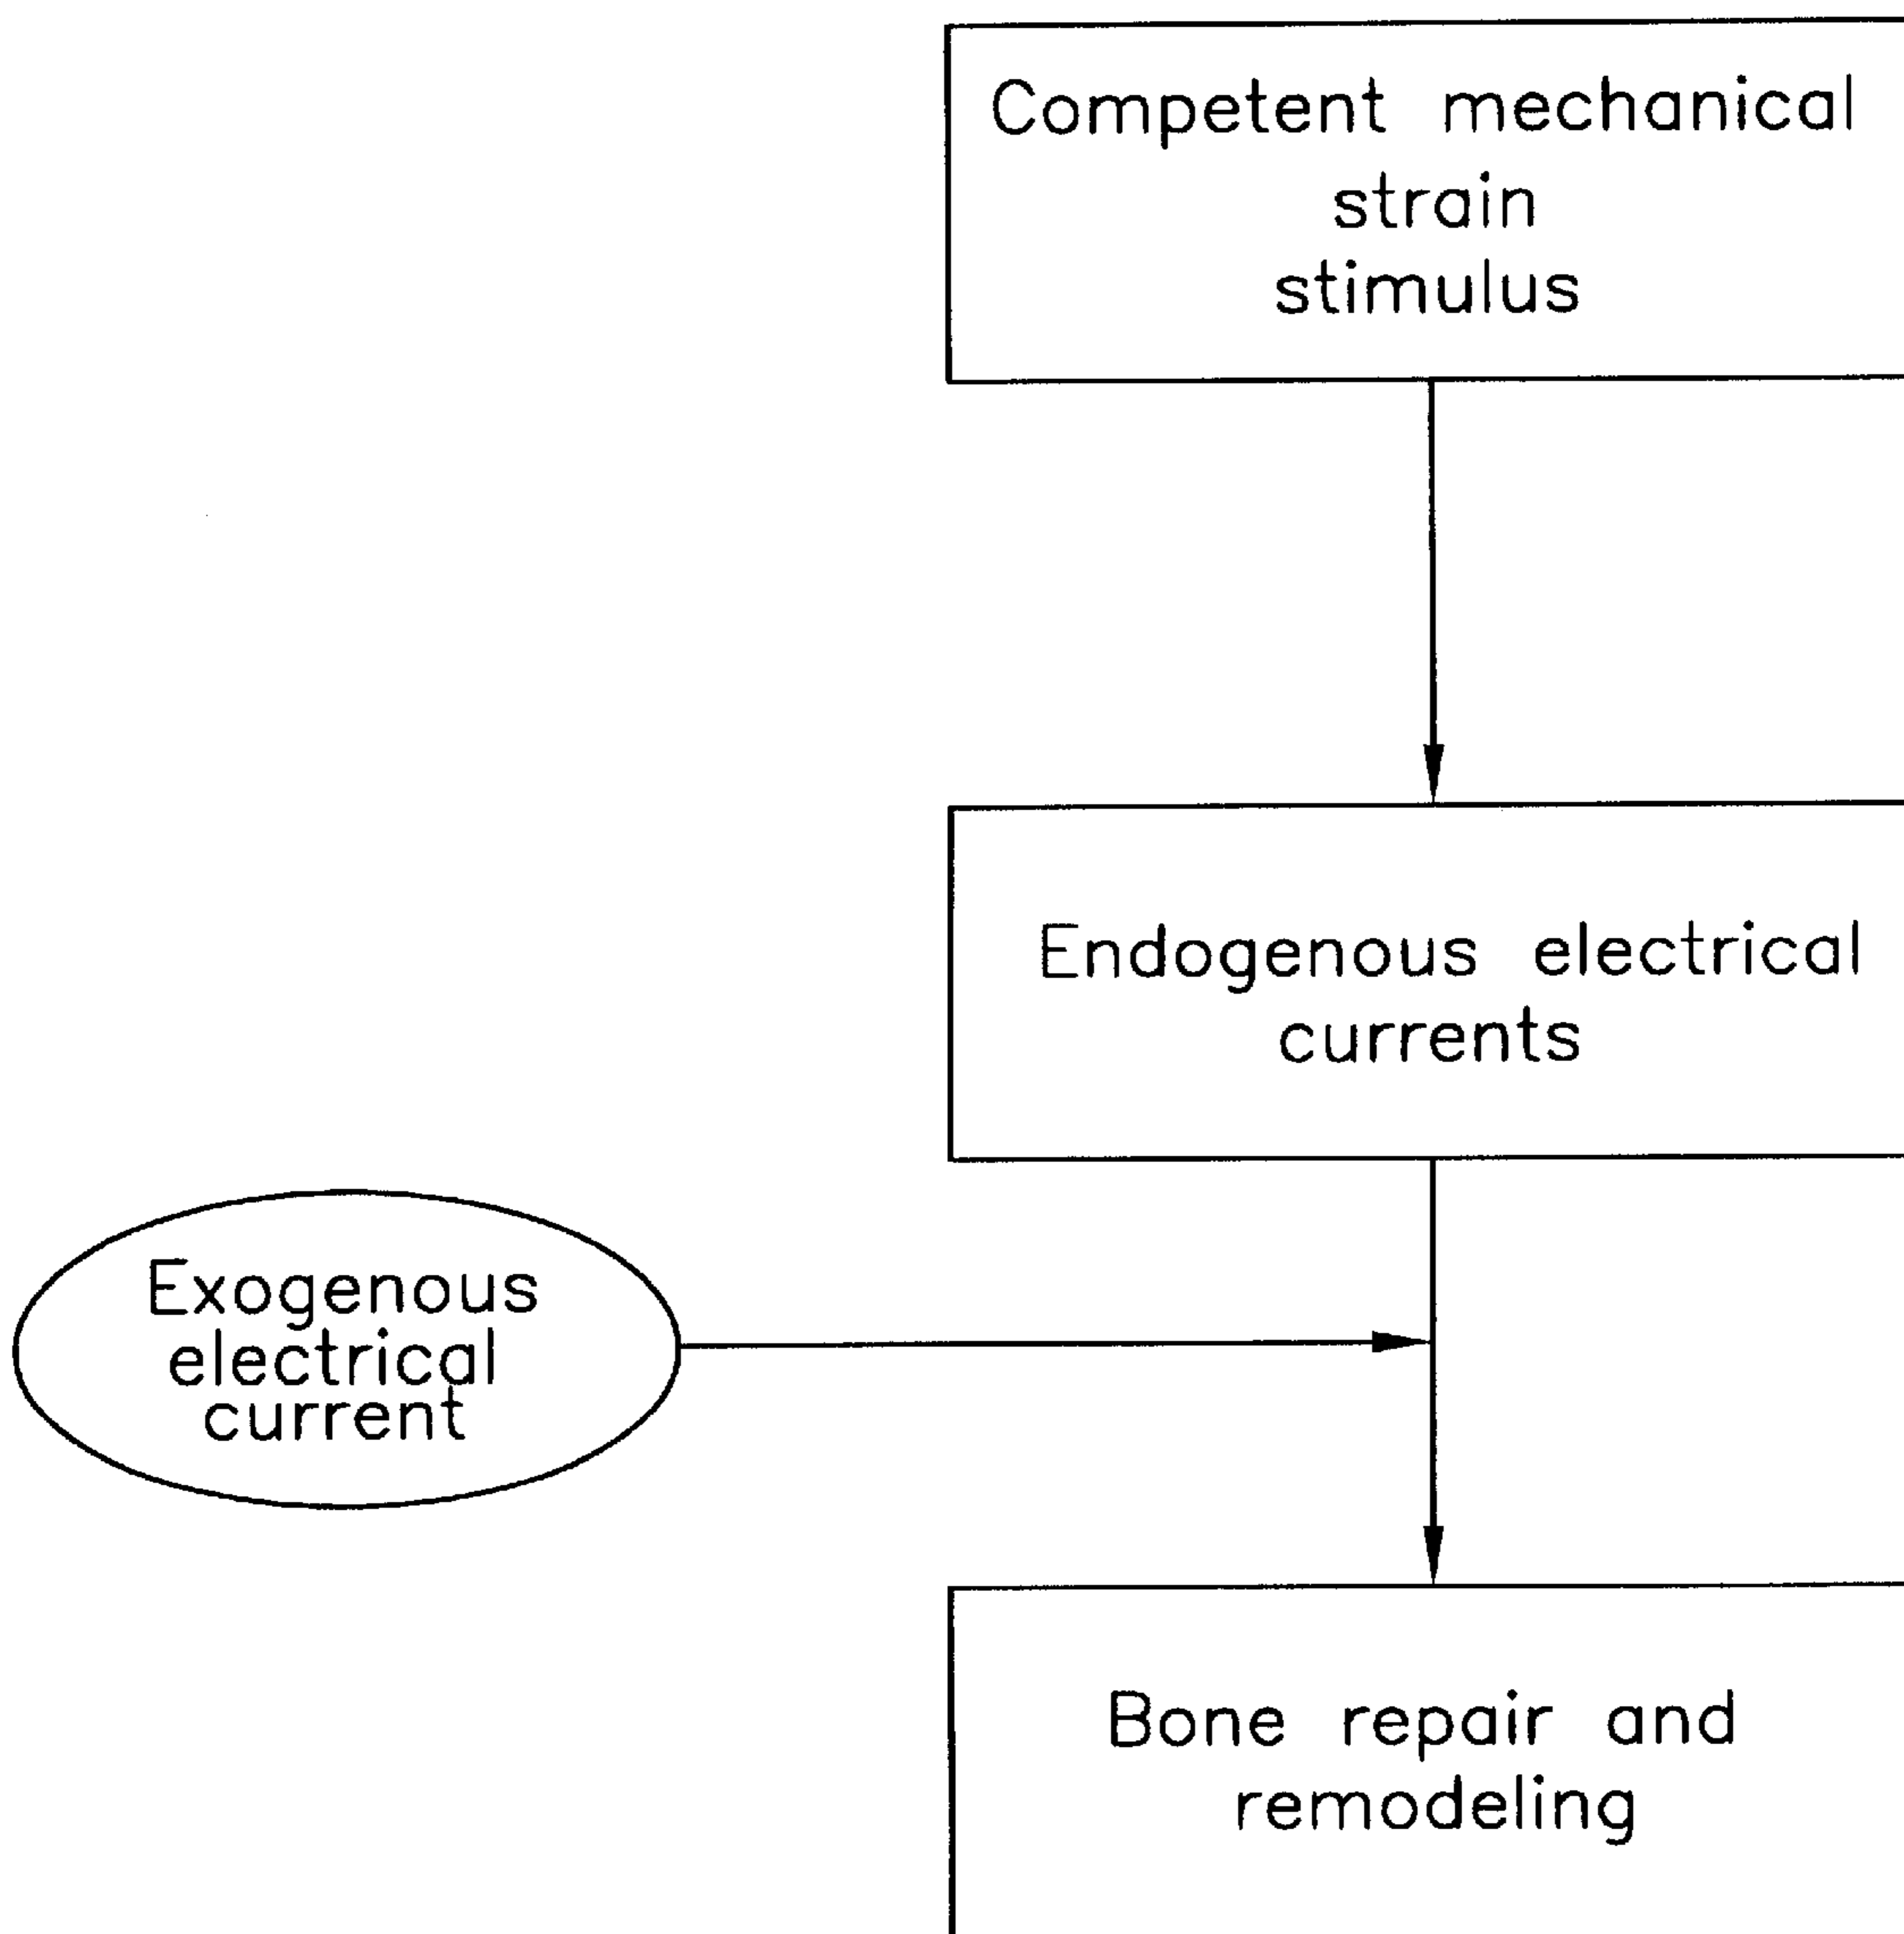 Competent mechanical
strain
stimulus
Endogenous electrical
currents
Exogenous
electrical
current
Bone repair and
remodeling